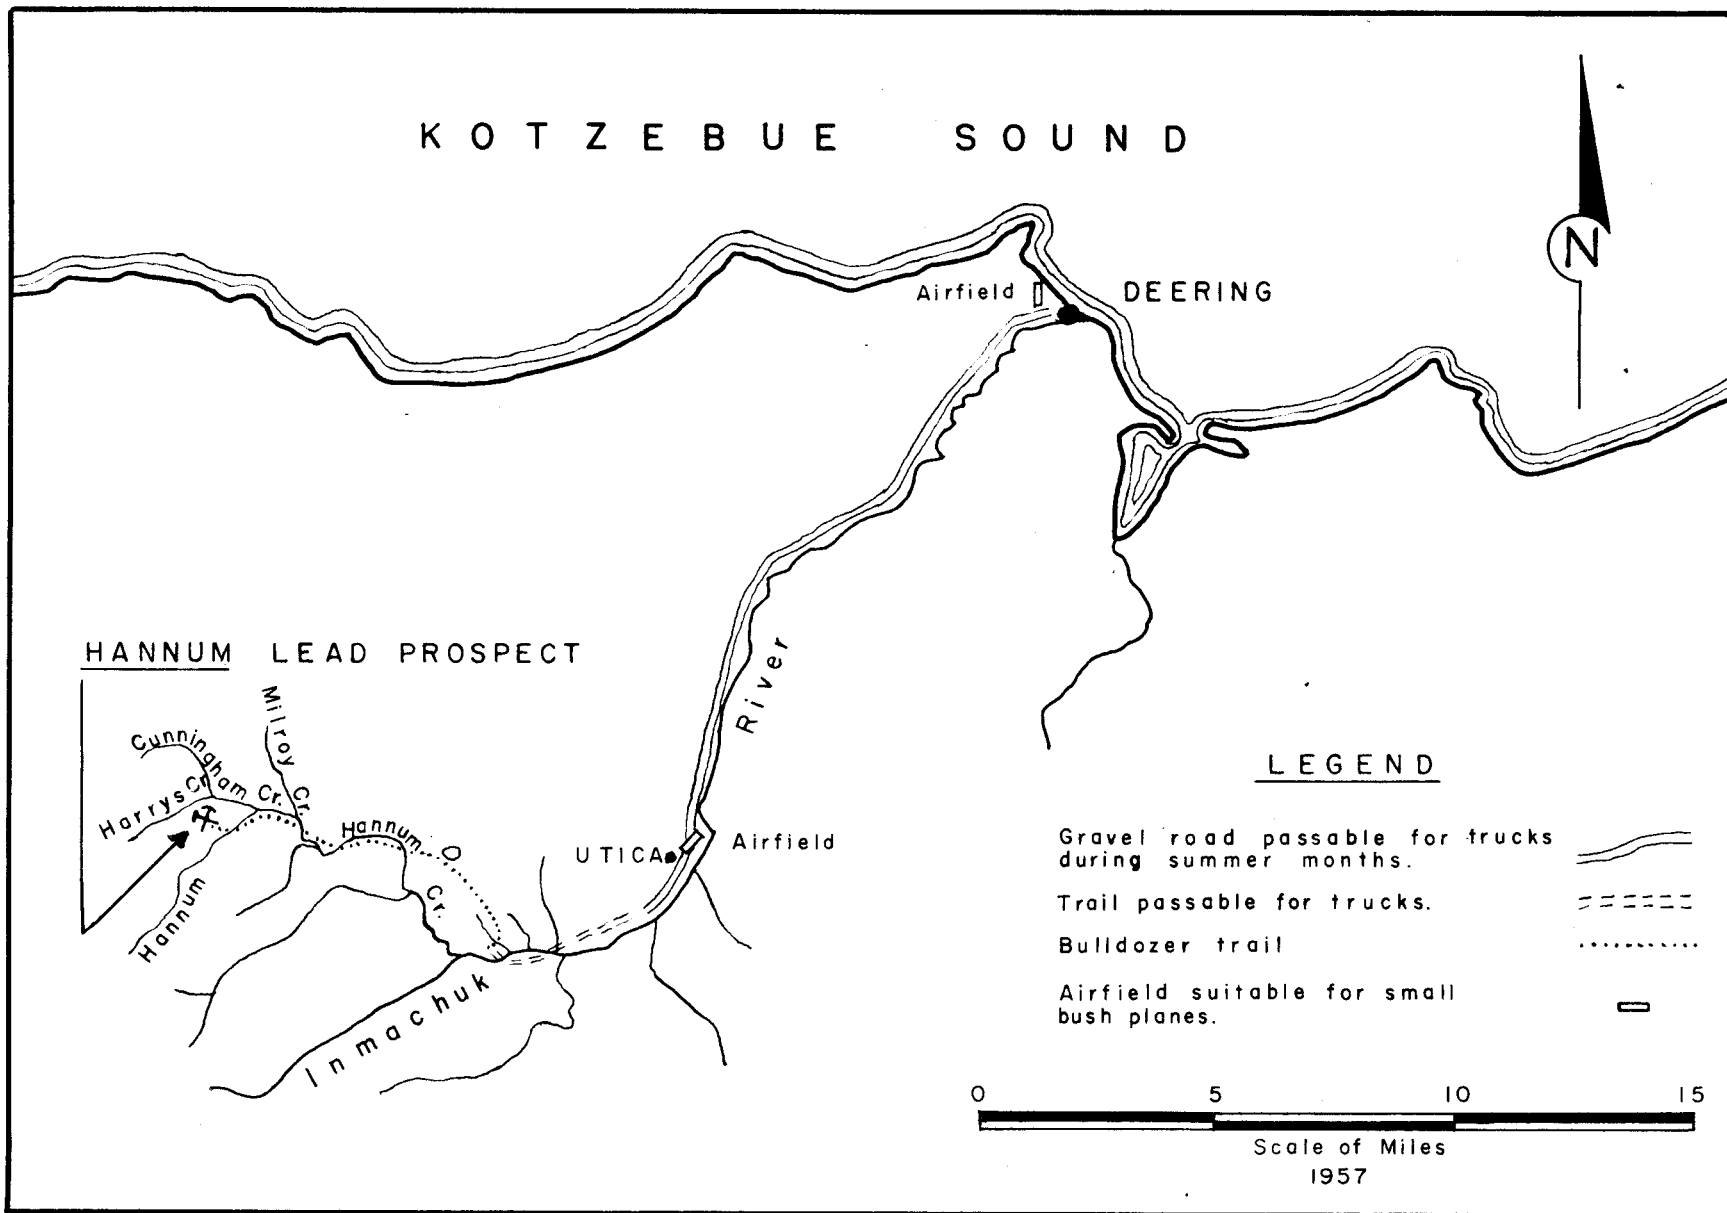 KOTZEBUE SOUND
N
Airfield
DEERING
HANNUM LEAD PROSPECT
River
Milroy Cr.
Cunningham Cr.
Harrys Cr.
Hannum
Hannum Cr.
UTICA
Airfield
Inmachuk
LEGEND
Gravel road passable for trucks
during summer months.
Trail passable for trucks.
Bulldozer trail
Airfield suitable for small
bush planes.
0 5 10 15
Scale of Miles
1957